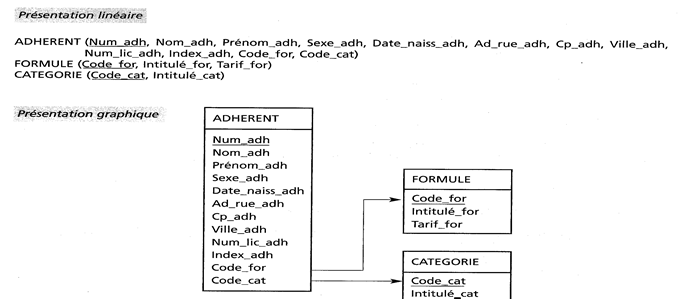 Présentation linéaire
ADHERENT (Num_adh, Nom_adh, Prénom_adh, Sexe_adh, Date_naiss_adh, Ad_rue_adh, Cp_adh, Ville_adh,
Num_lic_adh, Index_adh, Code_for, Code_cat)
FORMULE (Code_for, Intitulé_for, Tarif_for)
CATEGORIE (Code_cat, Intitulé_cat)
Présentation graphique
ADHERENT
Num_adh
Nom_adh
Prénom_adh
Sexe_adh
Date_naiss_adh
Ad_rue_adh
Cp_adh
Ville_adh
Num_lic_adh
Index_adh
Code_for
Code_cat
FORMULE
Code_for
Intitulé_for
Tarif_for
CATEGORIE
Code_cat
Intitulé_cat